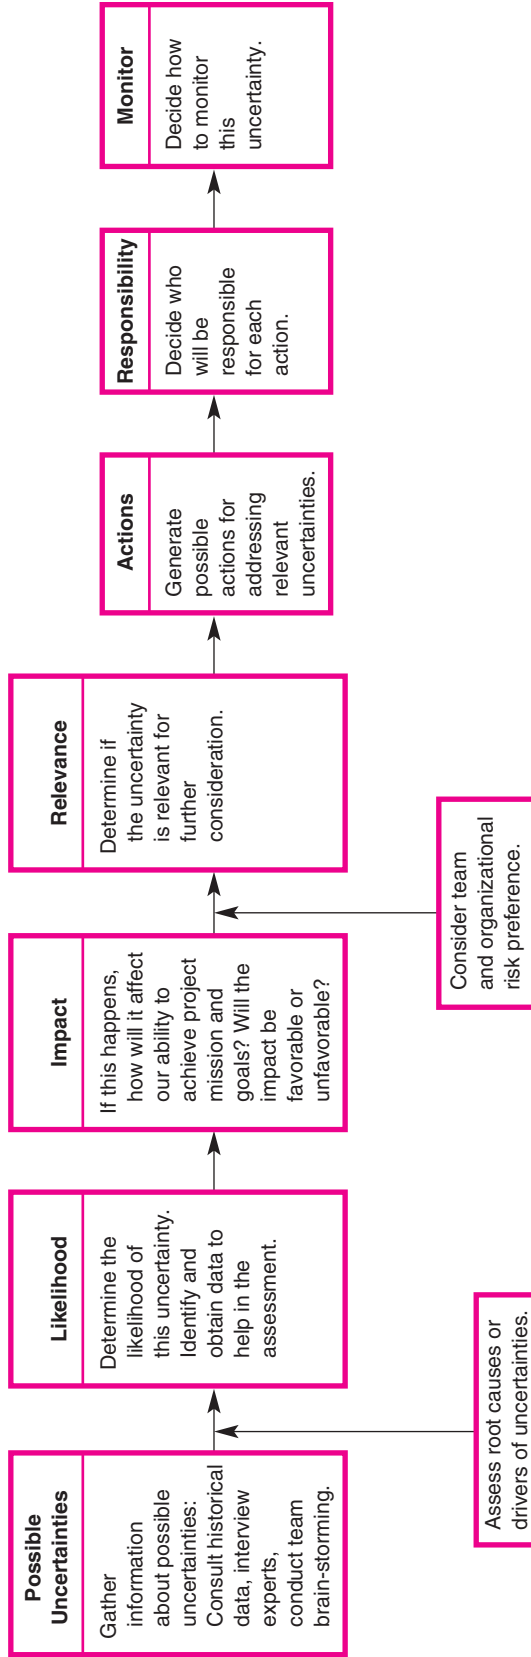 Possible
Uncertainties
Gather
information
about possible
uncertainties:
Consult historical
data, interview
experts,
conduct team
brain-storming.
Assess root causes or
drivers of uncertainties.
Likelihood
Determine the
likelihood of
this uncertainty.
Identify and
obtain data to
help in the
assessment.
Impact
If this happens,
how will it affect
our ability to
achieve project
mission and
goals? Will the
impact be
favorable or
unfavorable?
Consider team
and organizational
risk preference.
Relevance
Determine if
the uncertainty
is relevant for
further
consideration.
Actions
Generate
possible
actions for
addressing
relevant
uncertainties.
Responsibility
Decide who
will be
responsible
for each
action.
Monitor
Decide how
to monitor
this
uncertainty.